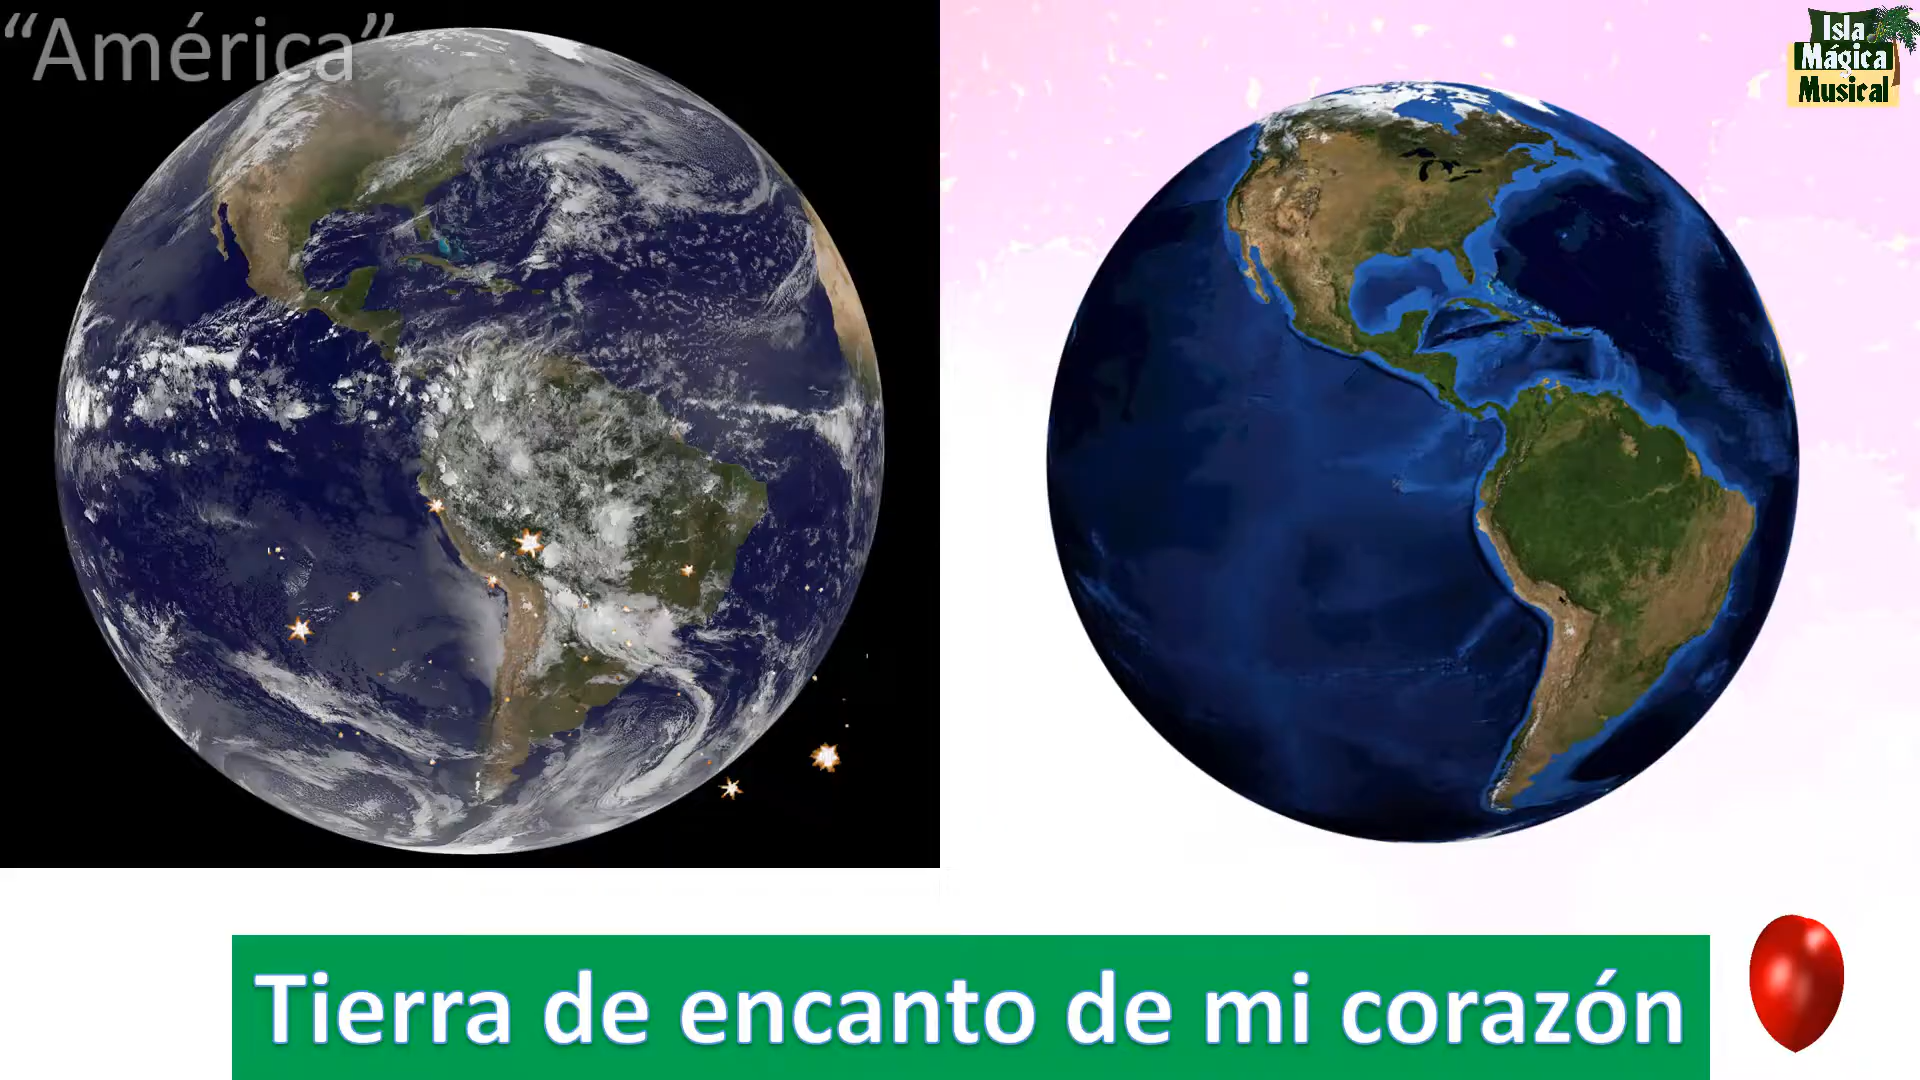 “América”
Isla
Mágica
Musical
Tierra de encanto de mi corazón